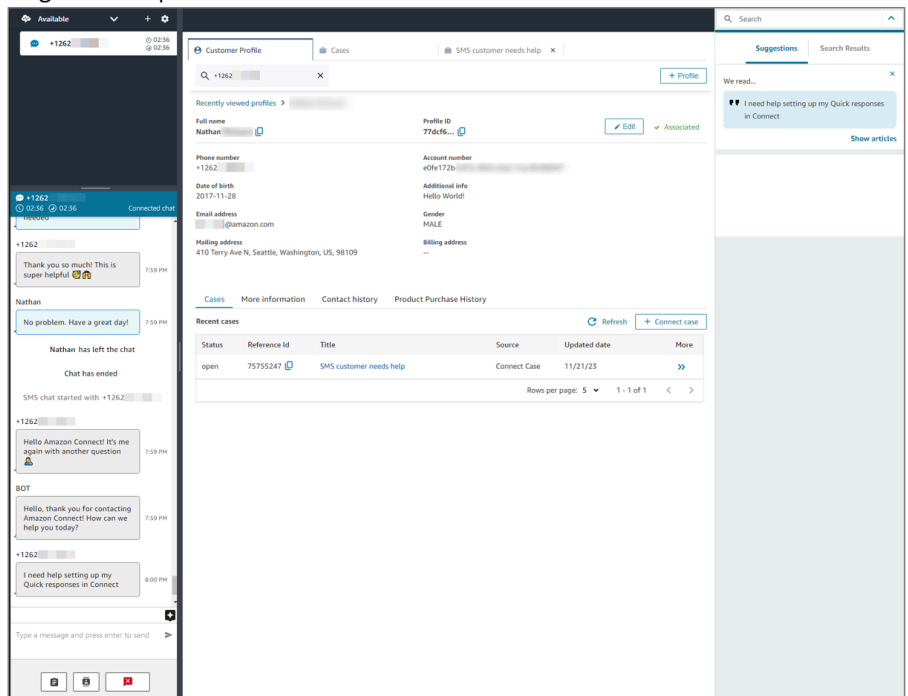 Available
+1262
02:36
02:36
+1262
02:36 02:36 Connected chat
needed
+1262
Thank you so much! This is
super helpful
7:59 PM
Nathan
No problem. Have a great day!
7:59 PM
Nathan has left the chat
Chat has ended
SMS chat started with +1262
+1262
Hello Amazon Connect! It's me
again with another question
7:59 PM
BOT
Hello, thank you for contacting
Amazon Connect! How can we
help you today?
7:59 PM
+1262
I need help setting up my
Quick responses in Connect
8:00 PM
Type a message and press enter to send
Customer Profile Cases SMS customer needs help
+1262
+ Profile
Recently viewed profiles >
Full name Profile ID
Nathan 77dcf6...
Edit Associated
Phone number Account number
+1262 e0fe172b
Date of birth Additional info
2017-11-28 Hello World!
Email address Gender
@amazon.com MALE
Mailing address Billing address
410 Terry Ave N, Seattle, Washington, US, 98109 --
Cases More information Contact history Product Purchase History
Recent cases Refresh + Connect case
Status Reference Id Title Source Updated date More
open 75755247 SMS customer needs help Connect Case 11/21/23 »
Rows per page: 5 1 - 1 of 1 < >
Search
Suggestions Search Results
We read...
I need help setting up my Quick responses
in Connect
Show articles